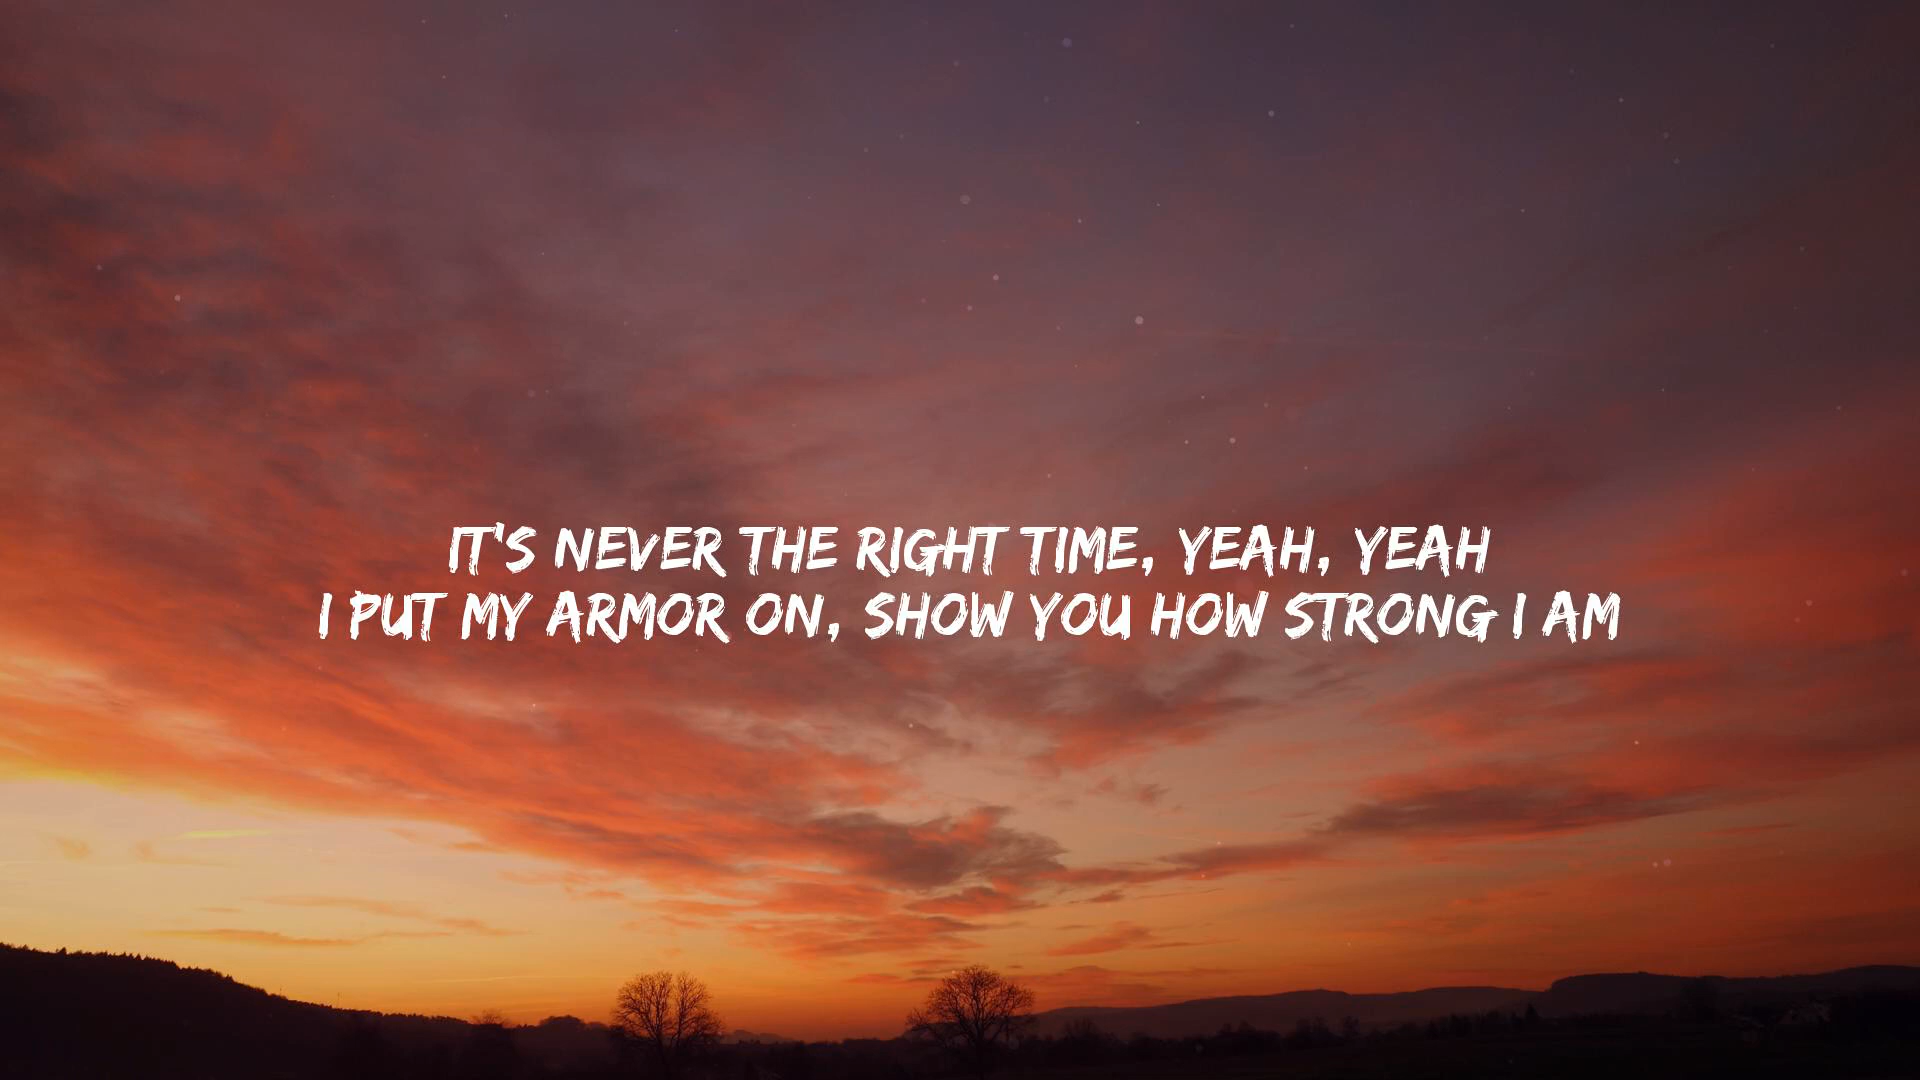 IT'S NEVER THE RIGHT TIME, YEAH, YEAH
I PUT MY ARMOR ON, SHOW YOU HOW STRONG I AM